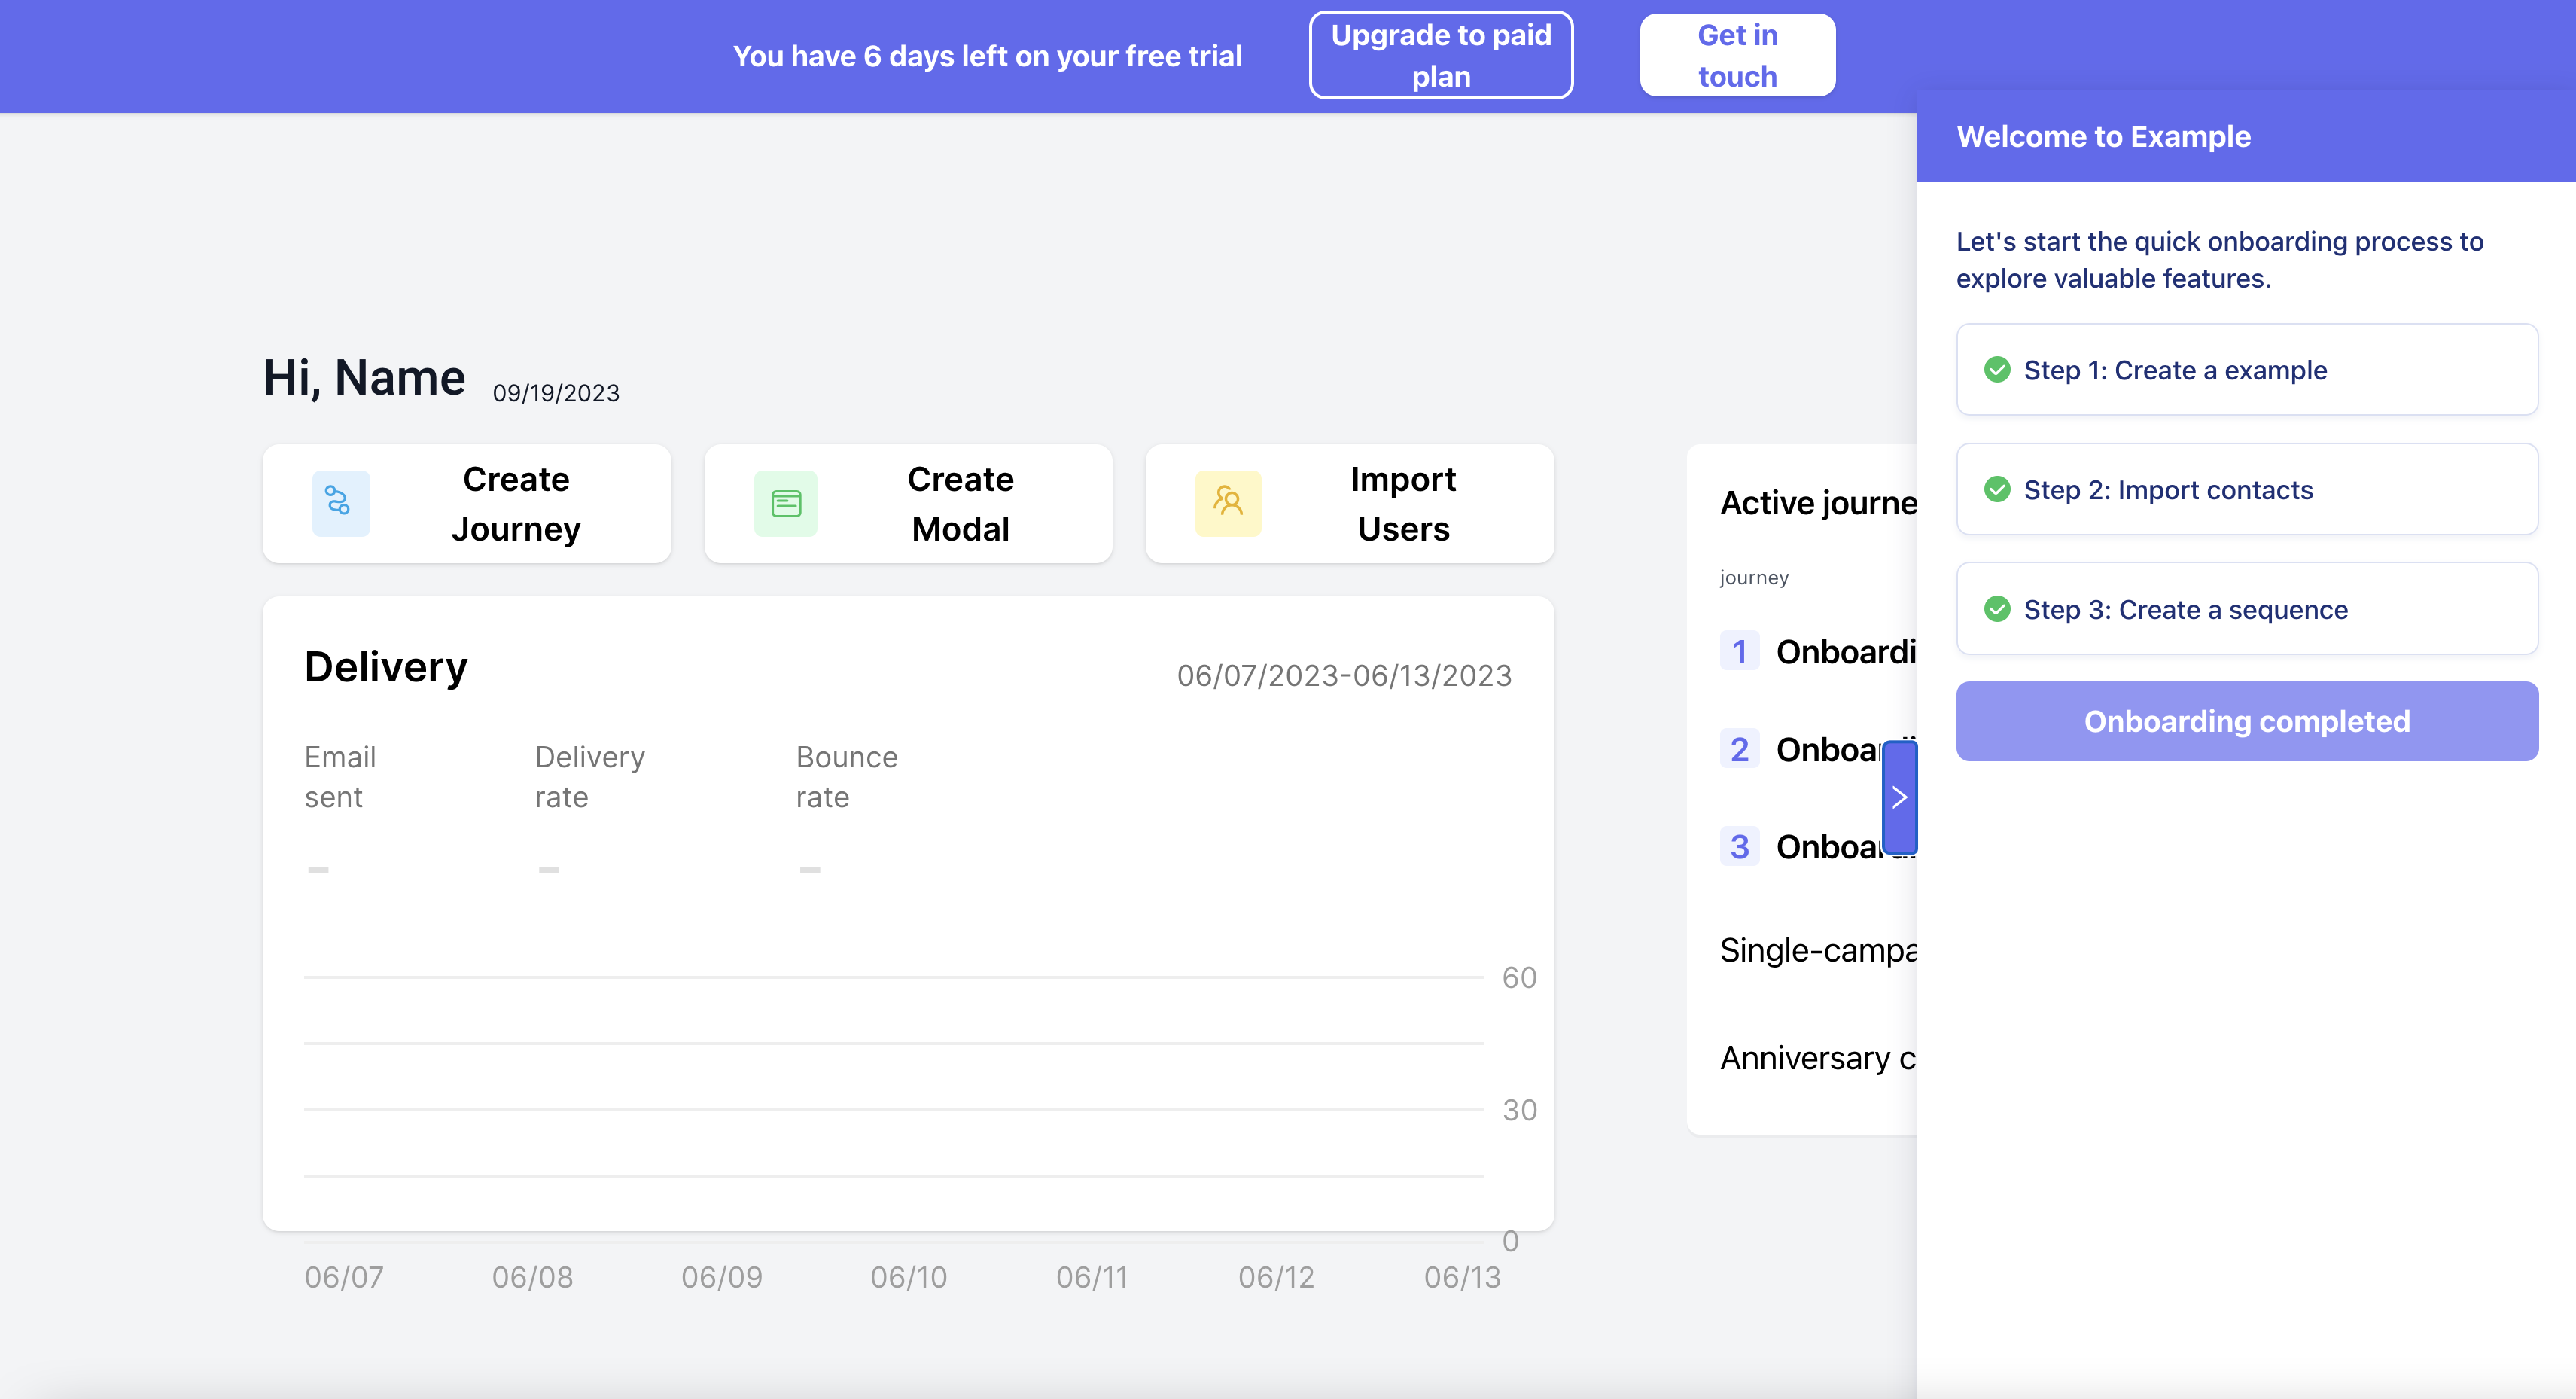 You have 6 days left on your free trial
Upgrade to paid
plan
Get in
touch
Welcome to Example
Let's start the quick onboarding process to
explore valuable features.
Step 1: Create a example
Step 2: Import contacts
Step 3: Create a sequence
Onboarding completed
Hi, Name
09/19/2023
Create
Journey
Create
Modal
Import
Users
Delivery
06/07/2023-06/13/2023
Email
sent
Delivery
rate
Bounce
rate
-
-
-
60
30
0
06/07
06/08
06/09
06/10
06/11
06/12
06/13
Active journe
journey
1 Onboardi
2 Onboar
3 Onboar
Single-campa
Anniversary c